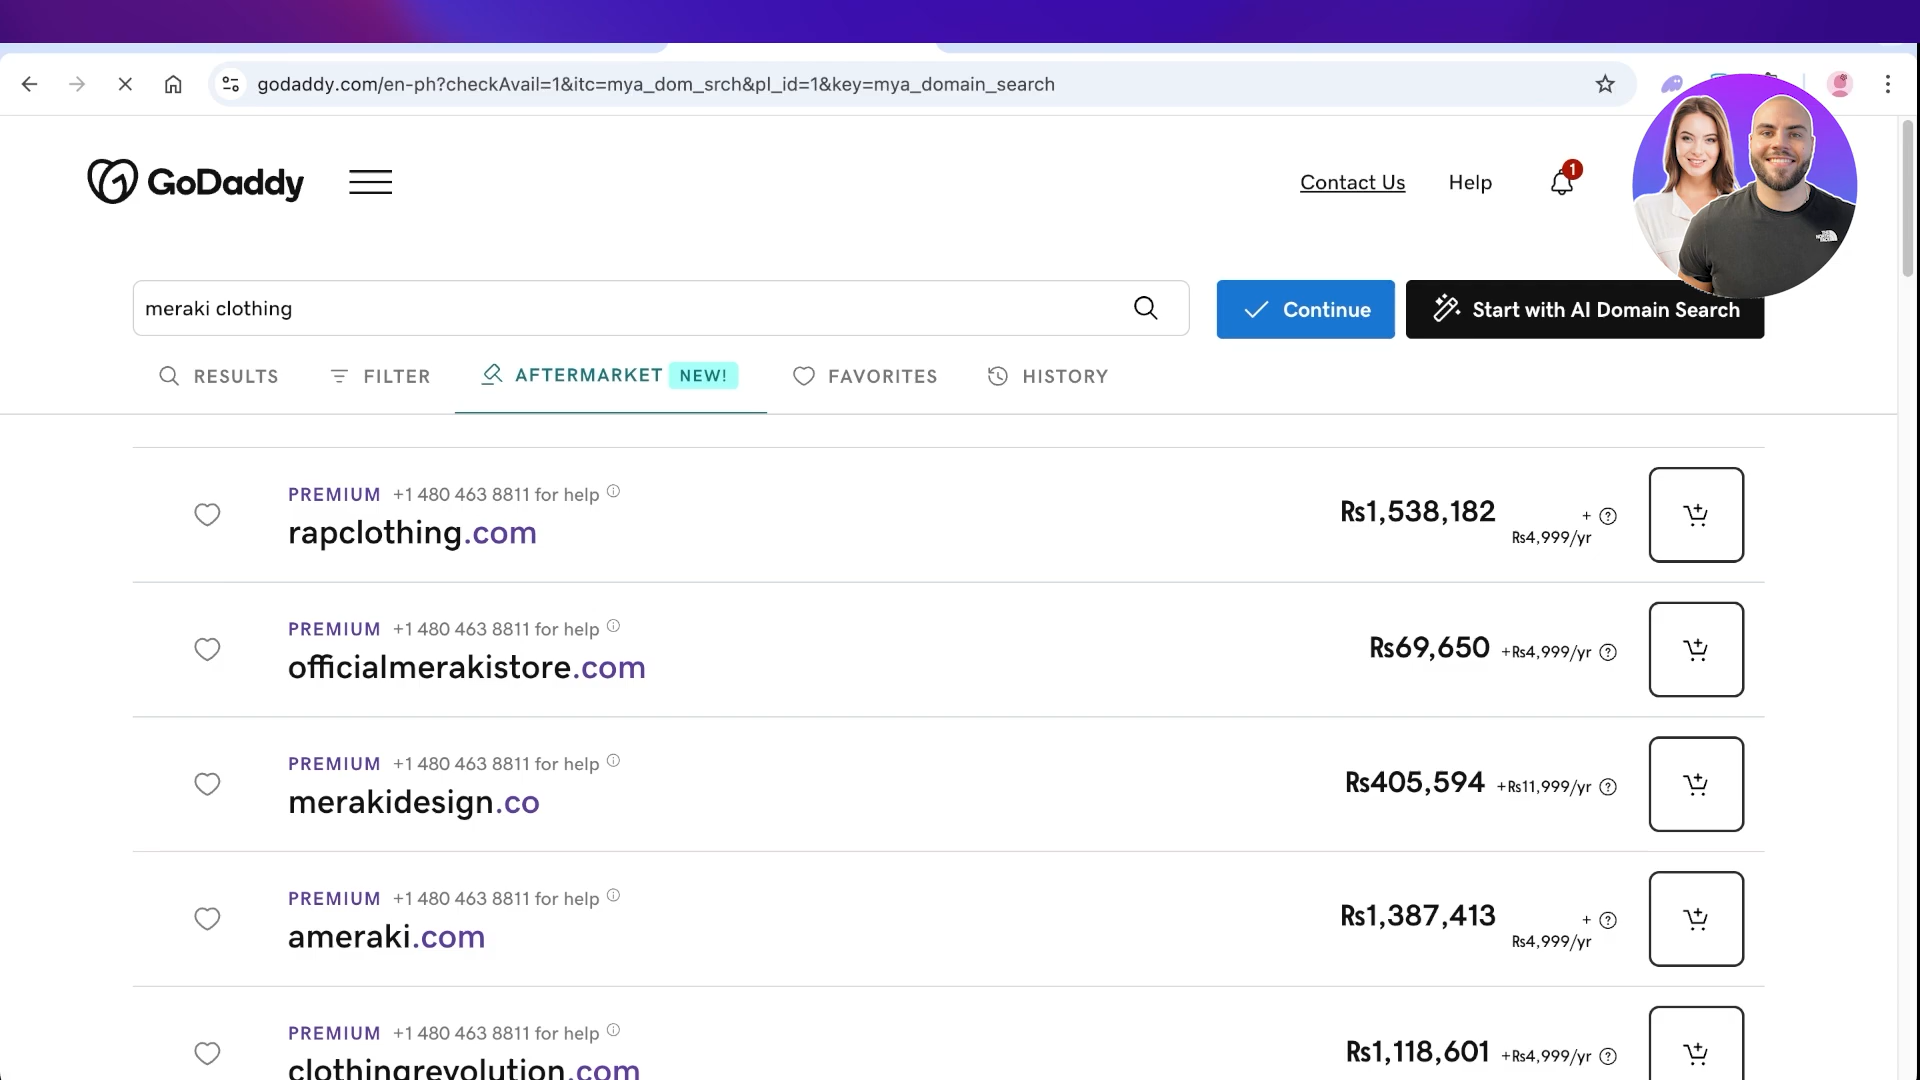 godaddy.com/en-ph?checkAvail=1&itc=mya_dom_srch&pl_id=1&key=mya_domain_search
GoDaddy
Contact Us
Help
1
meraki clothing
Continue
Start with AI Domain Search
RESULTS
FILTER
AFTERMARKET NEW!
FAVORITES
HISTORY
PREMIUM +1 480 463 8811 for help
rapclothing.com
Rs1,538,182
+
Rs4,999/yr
PREMIUM +1 480 463 8811 for help
officialmerakistore.com
Rs69,650 +Rs4,999/yr
PREMIUM +1 480 463 8811 for help
merakidesign.co
Rs405,594 +Rs11,999/yr
PREMIUM +1 480 463 8811 for help
ameraki.com
Rs1,387,413
+
Rs4,999/yr
PREMIUM +1 480 463 8811 for help
clothingrevolution.com
Rs1,118,601 +Rs4,999/yr